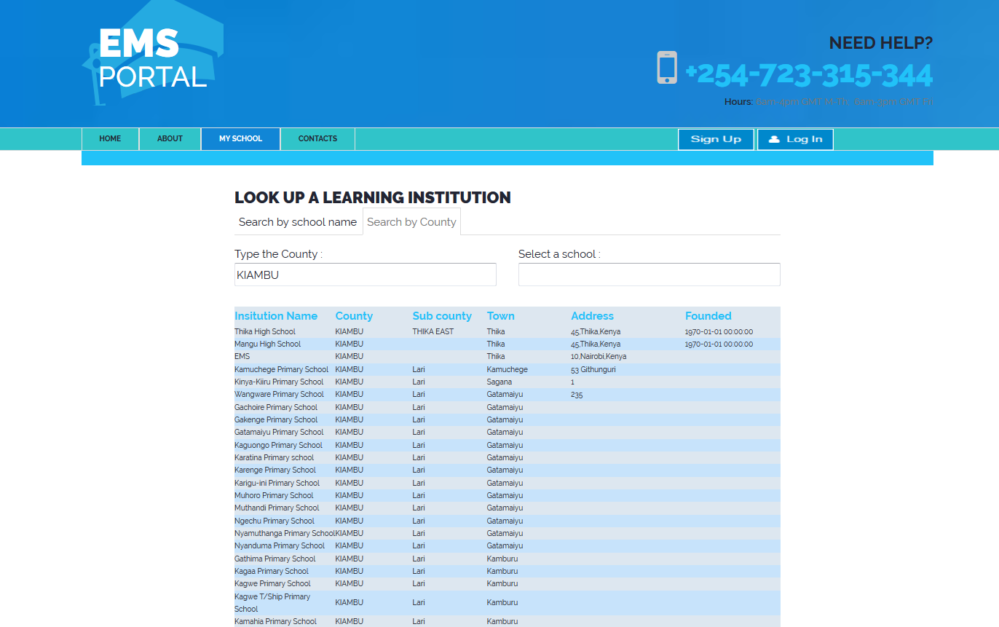 EMS
PORTAL
NEED HELP?
+254-723-315-344
Hours: 8am-4pm GMT M-Th - 8am-3pm GMT Fri
HOME ABOUT MY SCHOOL CONTACTS Sign Up Log In
LOOK UP A LEARNING INSTITUTION
Search by school name Search by County
Type the County : Select a school :
KIAMBU
Insitution Name County Sub county Town Address Founded
Thika High School KIAMBU THIKA EAST Thika 45,Thika,Kenya 1970-01-01 00:00:00
Mangu High School KIAMBU Thika 45,Thika,Kenya 1970-01-01 00:00:00
EMS KIAMBU Thika 10,Nairobi,Kenya
Kamuchege Primary School KIAMBU Lari Kamuchege 53 Githunguri
Kinya-Kiiru Primary School KIAMBU Lari Sagana 1
Wangware Primary School KIAMBU Lari Gatamaiyu 235
Gachoire Primary School KIAMBU Lari Gatamaiyu
Gakenge Primary School KIAMBU Lari Gatamaiyu
Gatamaiyu Primary School KIAMBU Lari Gatamaiyu
Kaguongo Primary School KIAMBU Lari Gatamaiyu
Karatina Primary school KIAMBU Lari Gatamaiyu
Karenge Primary School KIAMBU Lari Gatamaiyu
Karigu-ini Primary School KIAMBU Lari Gatamaiyu
Muhoro Primary School KIAMBU Lari Gatamaiyu
Muthandi Primary School KIAMBU Lari Gatamaiyu
Ngechu Primary School KIAMBU Lari Gatamaiyu
Nyamuthanga Primary School KIAMBU Lari Gatamaiyu
Nyanduma Primary School KIAMBU Lari Gatamaiyu
Gathima Primary School KIAMBU Lari Kamburu
Kagaa Primary School KIAMBU Lari Kamburu
Kagwe Primary School KIAMBU Lari Kamburu
Kagwe T/Ship Primary
School KIAMBU Lari Kamburu
Kamahia Primary School KIAMBU Lari Kamburu